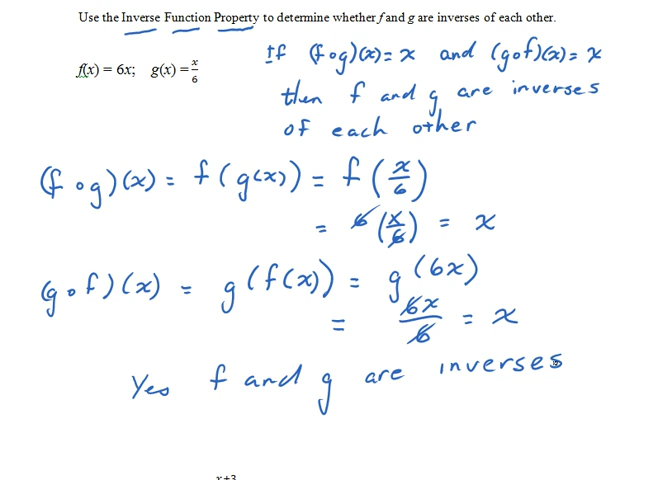 Use the Inverse Function Property to determine whether f and g are inverses of each other.
f(x) = 6x;   g(x) = x/6
If (f∘g)(x) = x and (g∘f)(x) = x
then f and g are inverses
of each other
(f∘g)(x) = f(g(x)) = f(x/6)
= 6(x/6) = x
(g∘f)(x) = g(f(x)) = g(6x)
= 6x/6 = x
Yes f and g are inverses
x+3